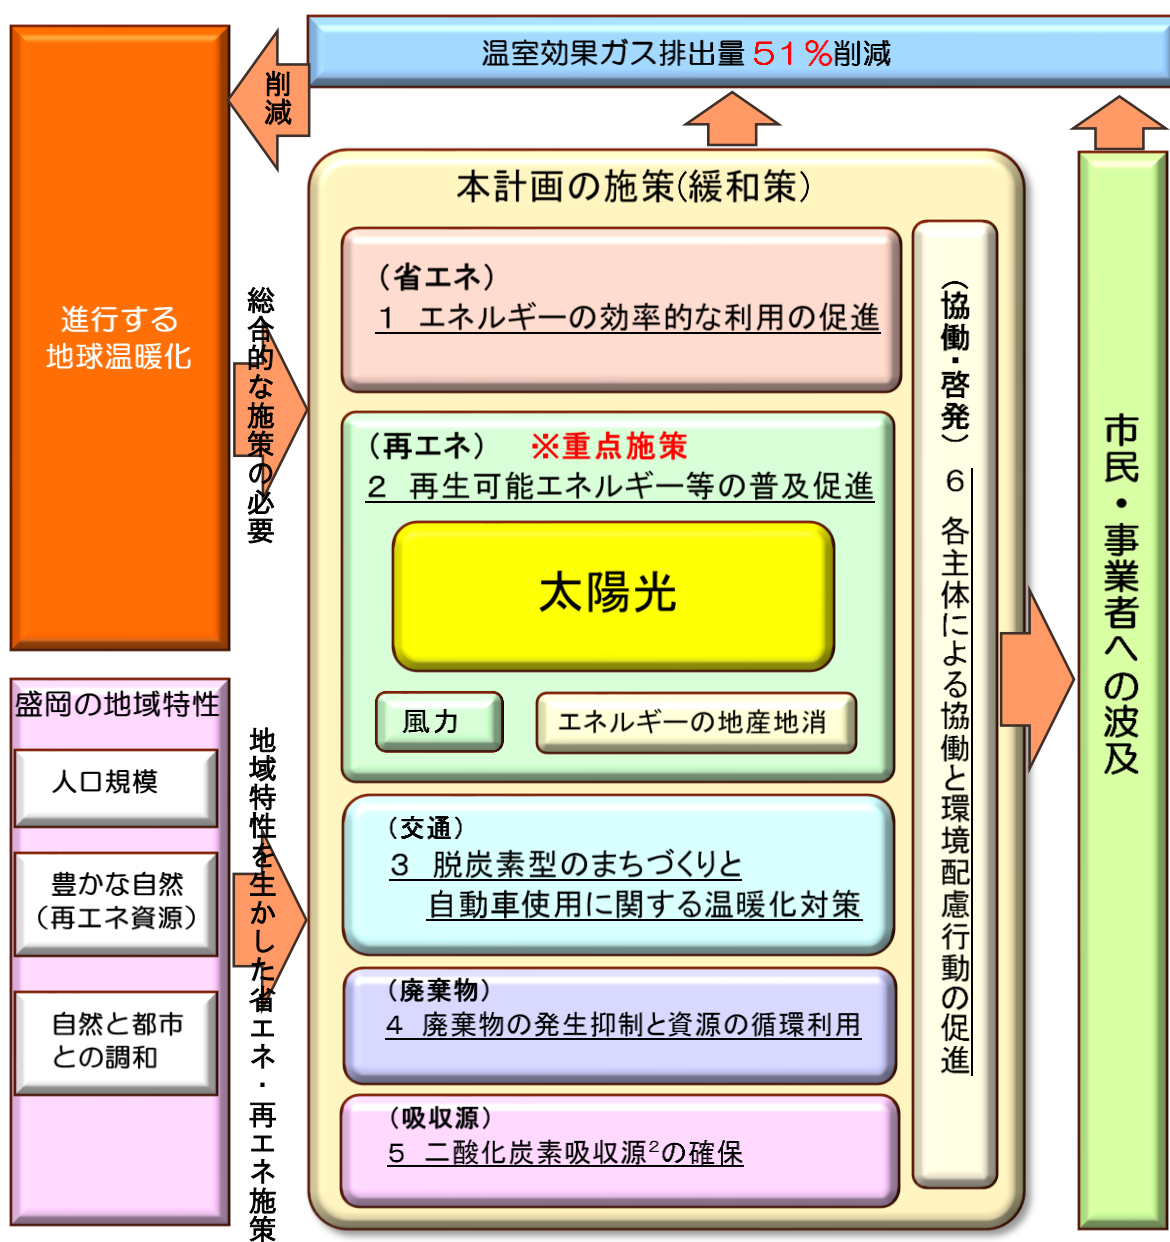 温室効果ガス排出量 51%削減
削減
進行する
地球温暖化
総合的な施策の必要
盛岡の地域特性
人口規模
豊かな自然
（再エネ資源）
自然と都市
との調和
地域特性を生かした省エネ・再エネ施策
本計画の施策(緩和策)
（省エネ）
1 エネルギーの効率的な利用の促進
（再エネ） ※重点施策
2 再生可能エネルギー等の普及促進
太陽光
風力
エネルギーの地産地消
（交通）
3 脱炭素型のまちづくりと
自動車使用に関する温暖化対策
（廃棄物）
4 廃棄物の発生抑制と資源の循環利用
（吸収源）
5 二酸化炭素吸収源²の確保
（協働・啓発） 6 各主体による協働と環境配慮行動の促進
市民・事業者への波及